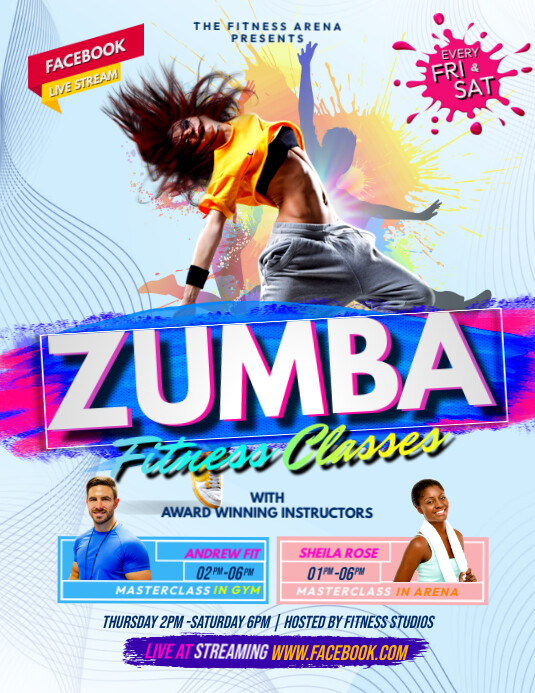 THE FITNESS ARENA
PRESENTS
FACEBOOK
LIVE STREAM
EVERY
FRI &
SAT
ZUMBA
Fitness Classes
WITH
AWARD WINNING INSTRUCTORS
ANDREW FIT
02PM-06PM
MASTERCLASS IN GYM
SHEILA ROSE
01PM-06PM
MASTERCLASS IN ARENA
THURSDAY 2PM -SATURDAY 6PM | HOSTED BY FITNESS STUDIOS
LIVE AT STREAMING WWW.FACEBOOK.COM